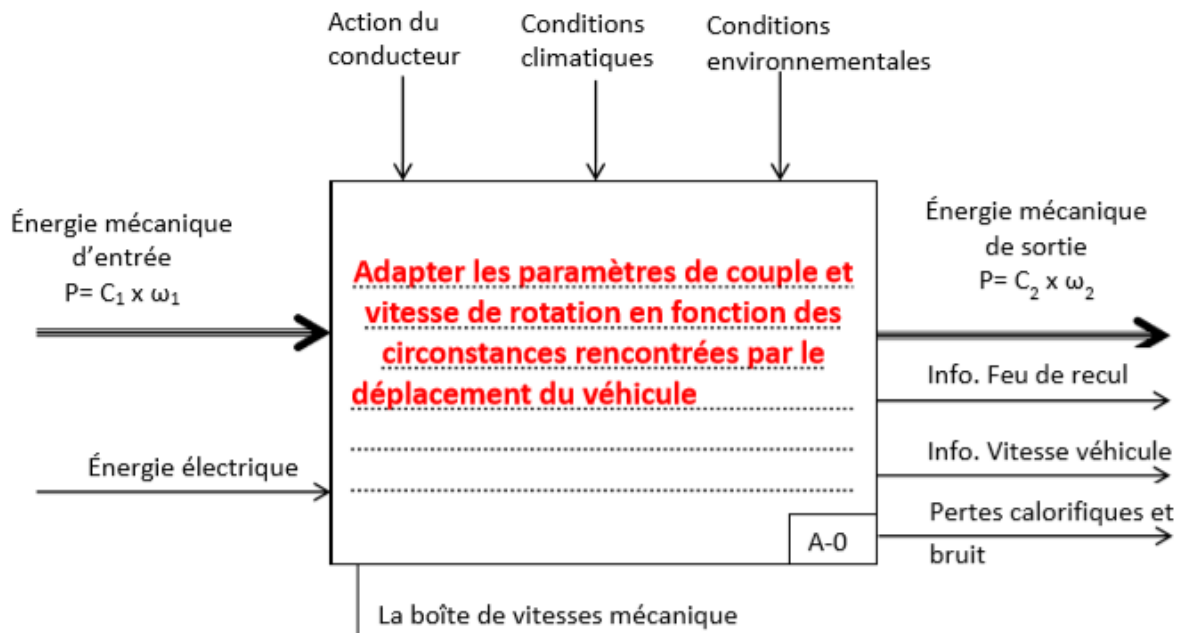 Action du
conducteur
Conditions
climatiques
Conditions
environnementales
Énergie mécanique
d'entrée
P= C₁ x ω₁
Énergie électrique
Adapter les paramètres de couple et
vitesse de rotation en fonction des
circonstances rencontrées par le
déplacement du véhicule
A-0
Énergie mécanique
de sortie
P= C₂ x ω₂
Info. Feu de recul
Info. Vitesse véhicule
Pertes calorifiques et
bruit
La boîte de vitesses mécanique